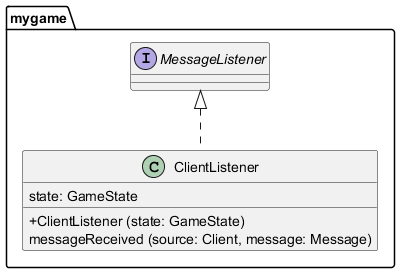 mygame
I MessageListener
C ClientListener
state: GameState
+ClientListener (state: GameState)
messageReceived (source: Client, message: Message)